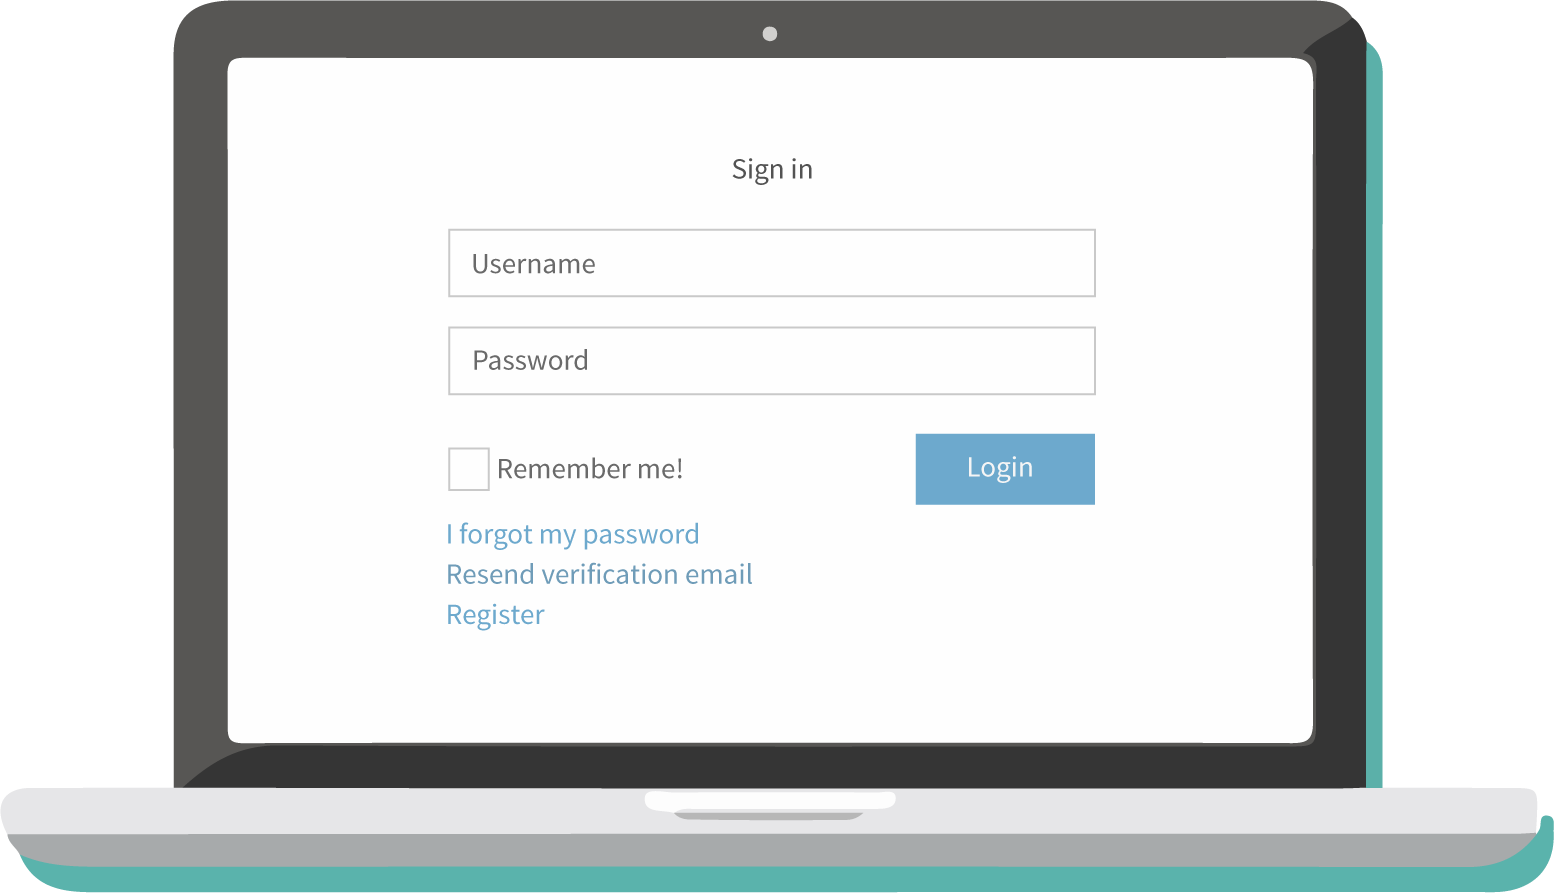 Sign in
Username
Password
Remember me!
Login
I forgot my password
Resend verification email
Register